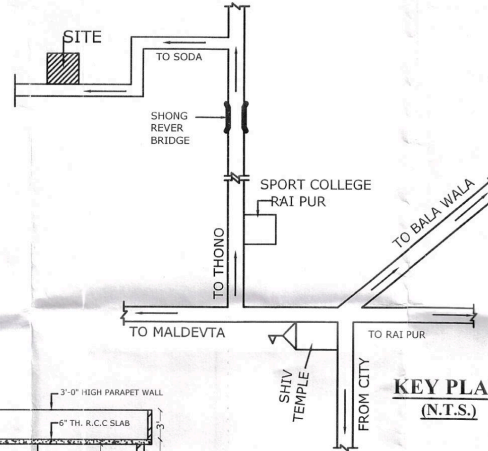 SITE
TO SODA
SHONG
REVER
BRIDGE
SPORT COLLEGE
RAI PUR
TO BALA WALA
TO THONO
TO MALDEVTA
TO RAI PUR
SHIV
TEMPLE
FROM CITY
KEY PLA
(N.T.S.)
3'-0" HIGH PARAPET WALL
6" TH. R.C.C SLAB
3'